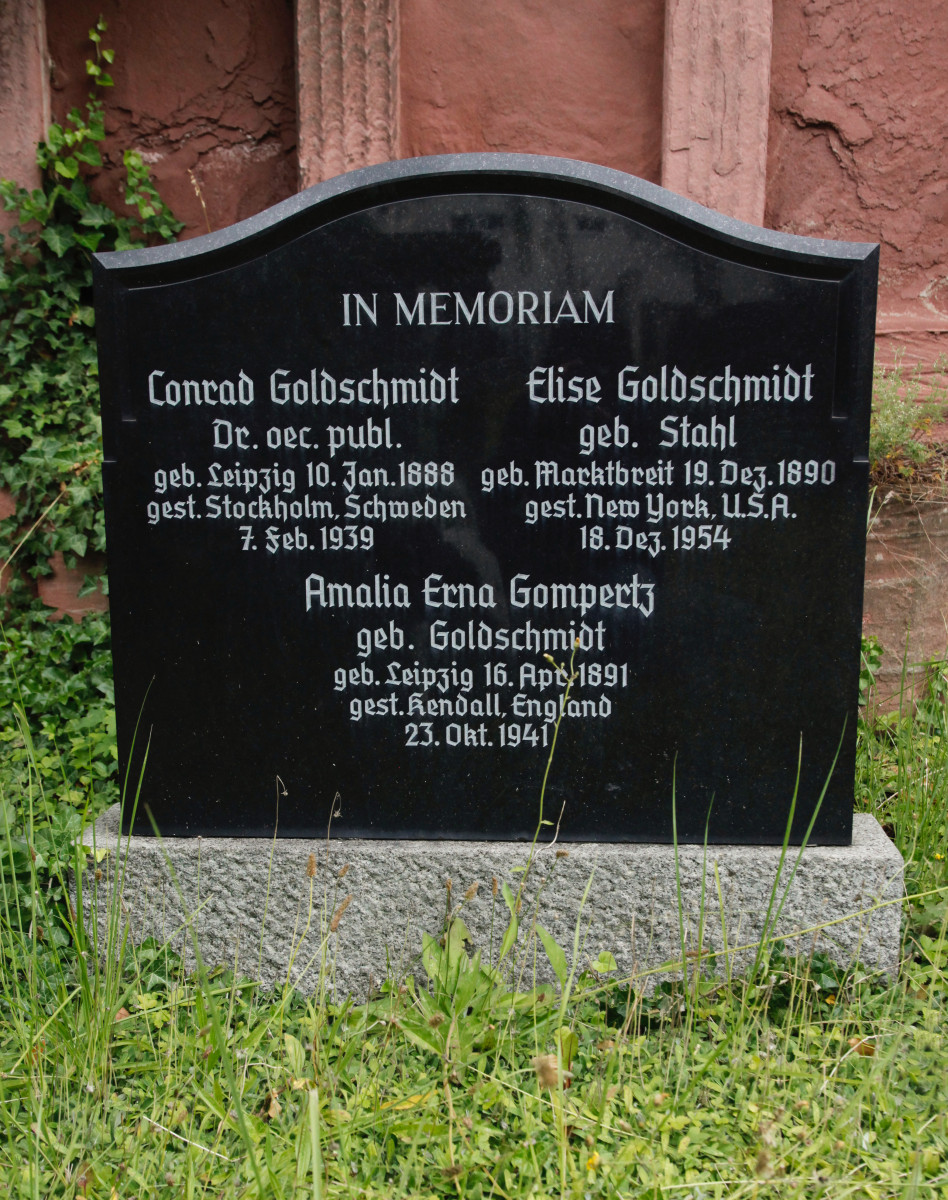 IN MEMORIAM
Conrad Goldschmidt
Dr. oec. publ.
geb. Leipzig 10. Jan. 1888
gest. Stockholm, Schweden
7. Feb. 1939
Elise Goldschmidt
geb. Stahl
geb. Marktbreit 19. Dez. 1890
gest. New York, U.S.A.
18. Dez. 1954
Amalia Erna Gompertz
geb. Goldschmidt
geb. Leipzig 16. Apr. 1891
gest. Kendall, England
23. Okt. 1941